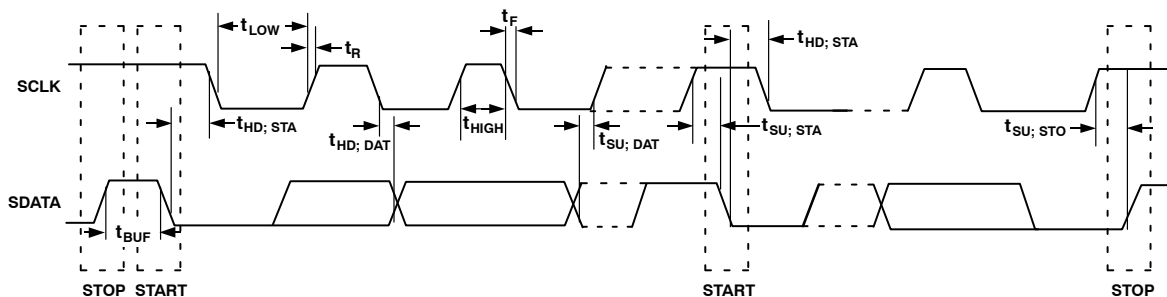 tLOW
tR
tF
tHD; STA
SCLK
tHD; STA
tHD; DAT
tHIGH
tSU; DAT
tSU; STA
tSU; STO
SDATA
tBUF
STOP START START STOP